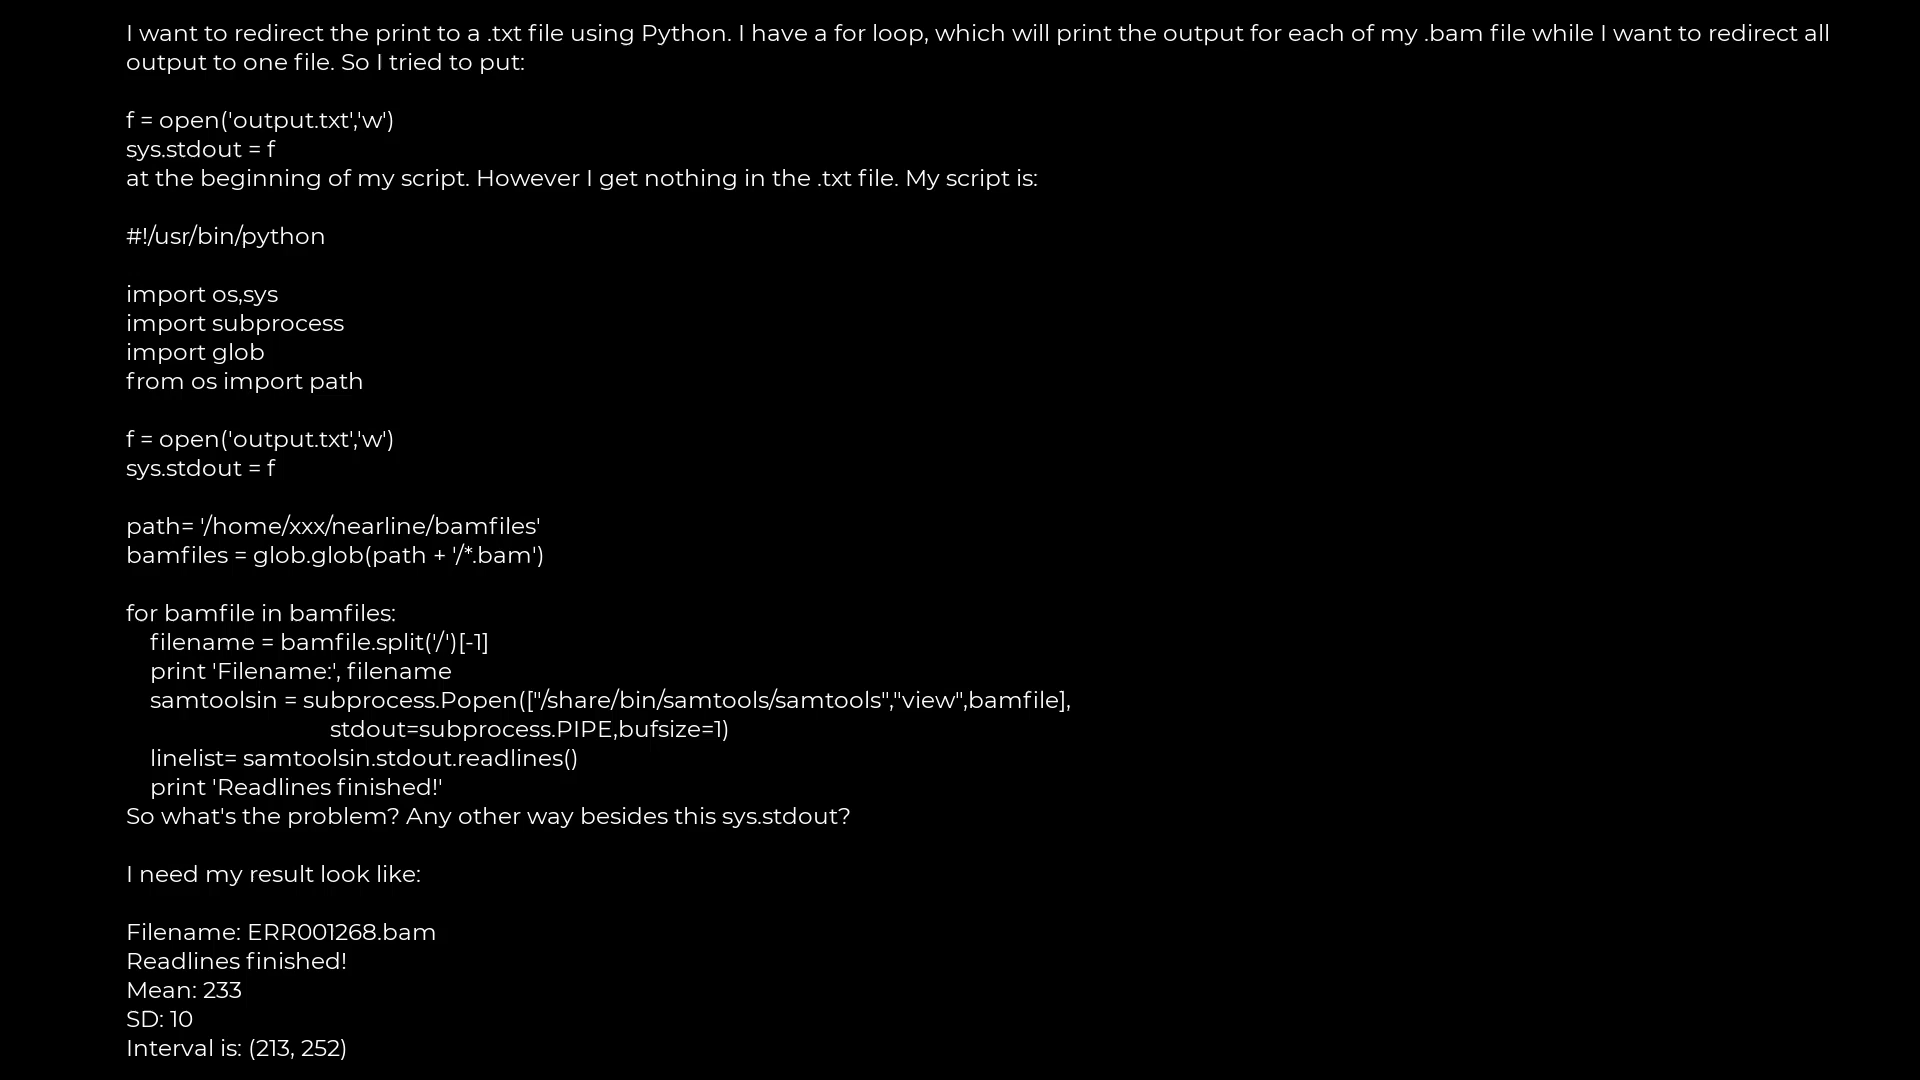 I want to redirect the print to a .txt file using Python. I have a for loop, which will print the output for each of my .bam file while I want to redirect all
output to one file. So I tried to put:

f = open('output.txt','w')
sys.stdout = f
at the beginning of my script. However I get nothing in the .txt file. My script is:

#!/usr/bin/python

import os,sys
import subprocess
import glob
from os import path

f = open('output.txt','w')
sys.stdout = f

path= '/home/xxx/nearline/bamfiles'
bamfiles = glob.glob(path + '/*.bam')

for bamfile in bamfiles:
    filename = bamfile.split('/')[-1]
    print 'Filename:', filename
    samtoolsin = subprocess.Popen(["/share/bin/samtools/samtools","view",bamfile],
                                  stdout=subprocess.PIPE,bufsize=1)
    linelist= samtoolsin.stdout.readlines()
    print 'Readlines finished!'
So what's the problem? Any other way besides this sys.stdout?

I need my result look like:

Filename: ERR001268.bam
Readlines finished!
Mean: 233
SD: 10
Interval is: (213, 252)